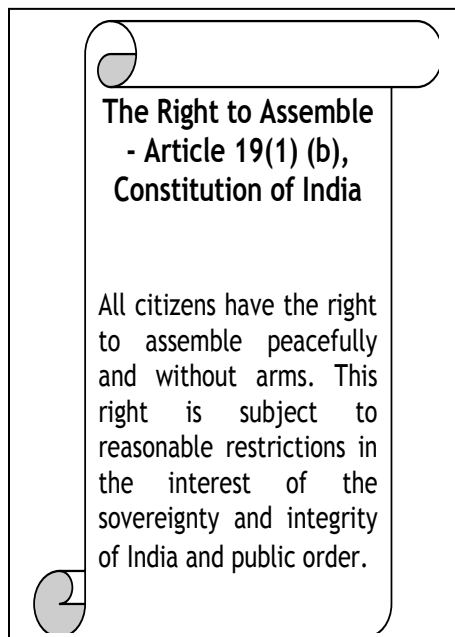 The Right to Assemble
- Article 19(1) (b),
Constitution of India
All citizens have the right
to assemble peacefully
and without arms. This
right is subject to
reasonable restrictions in
the interest of the
sovereignty and integrity
of India and public order.